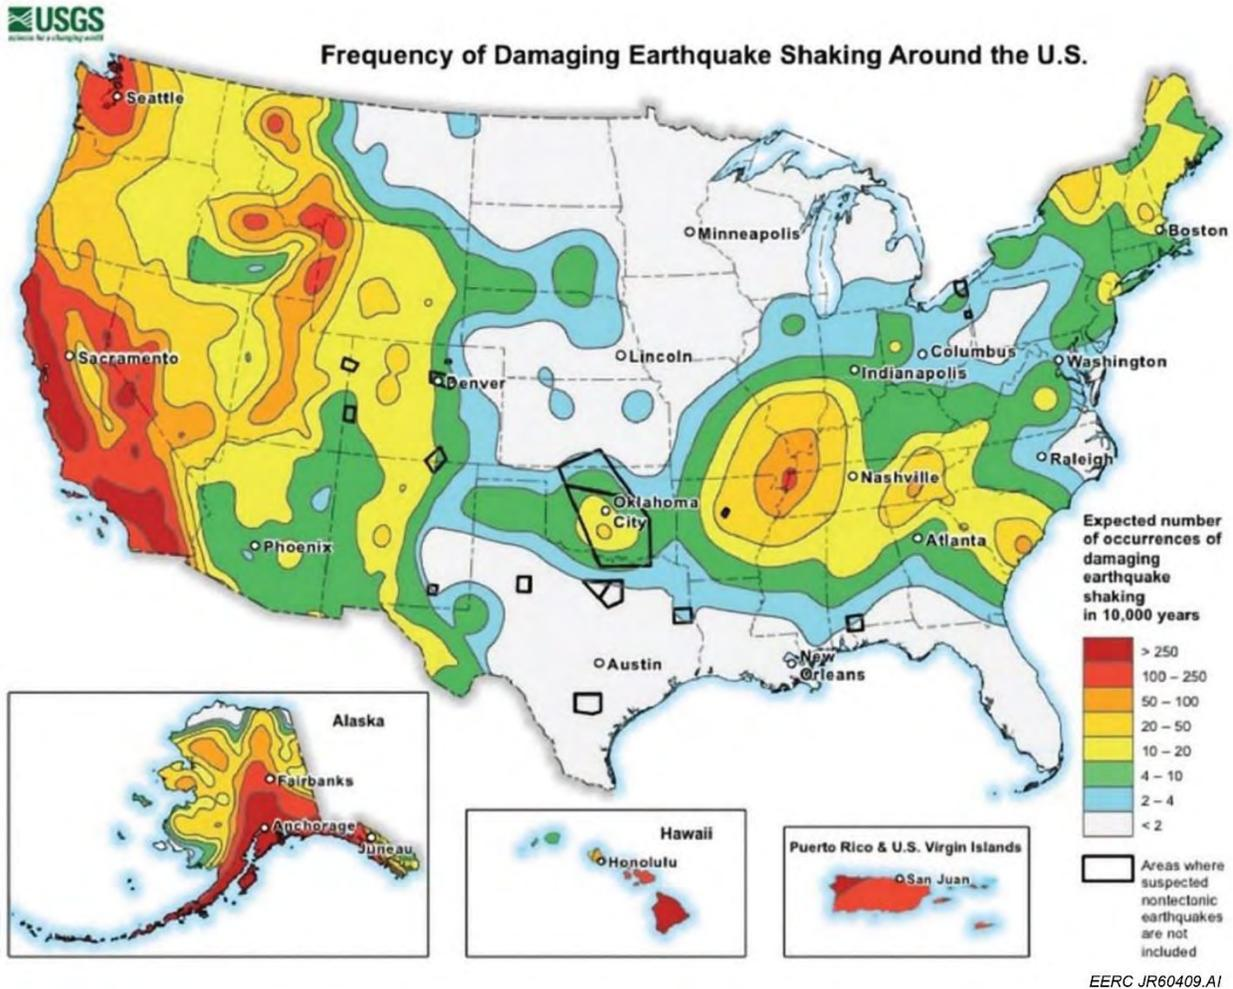 USGS
science for a changing world
Frequency of Damaging Earthquake Shaking Around the U.S.
Seattle
Minneapolis
Boston
Sacramento
Lincoln
Columbus
Washington
Denver
Indianapolis
Raleigh
Nashville
Oklahoma
City
Phoenix
Atlanta
Austin
New
Orleans
Expected number
of occurrences of
damaging
earthquake
shaking
in 10,000 years
> 250
100 – 250
50 – 100
20 – 50
10 – 20
4 – 10
2 – 4
< 2
Areas where
suspected
nontectonic
earthquakes
are not
included
Alaska
Fairbanks
Anchorage
Juneau
Hawaii
Honolulu
Puerto Rico & U.S. Virgin Islands
San Juan
EERC JR60409.AI